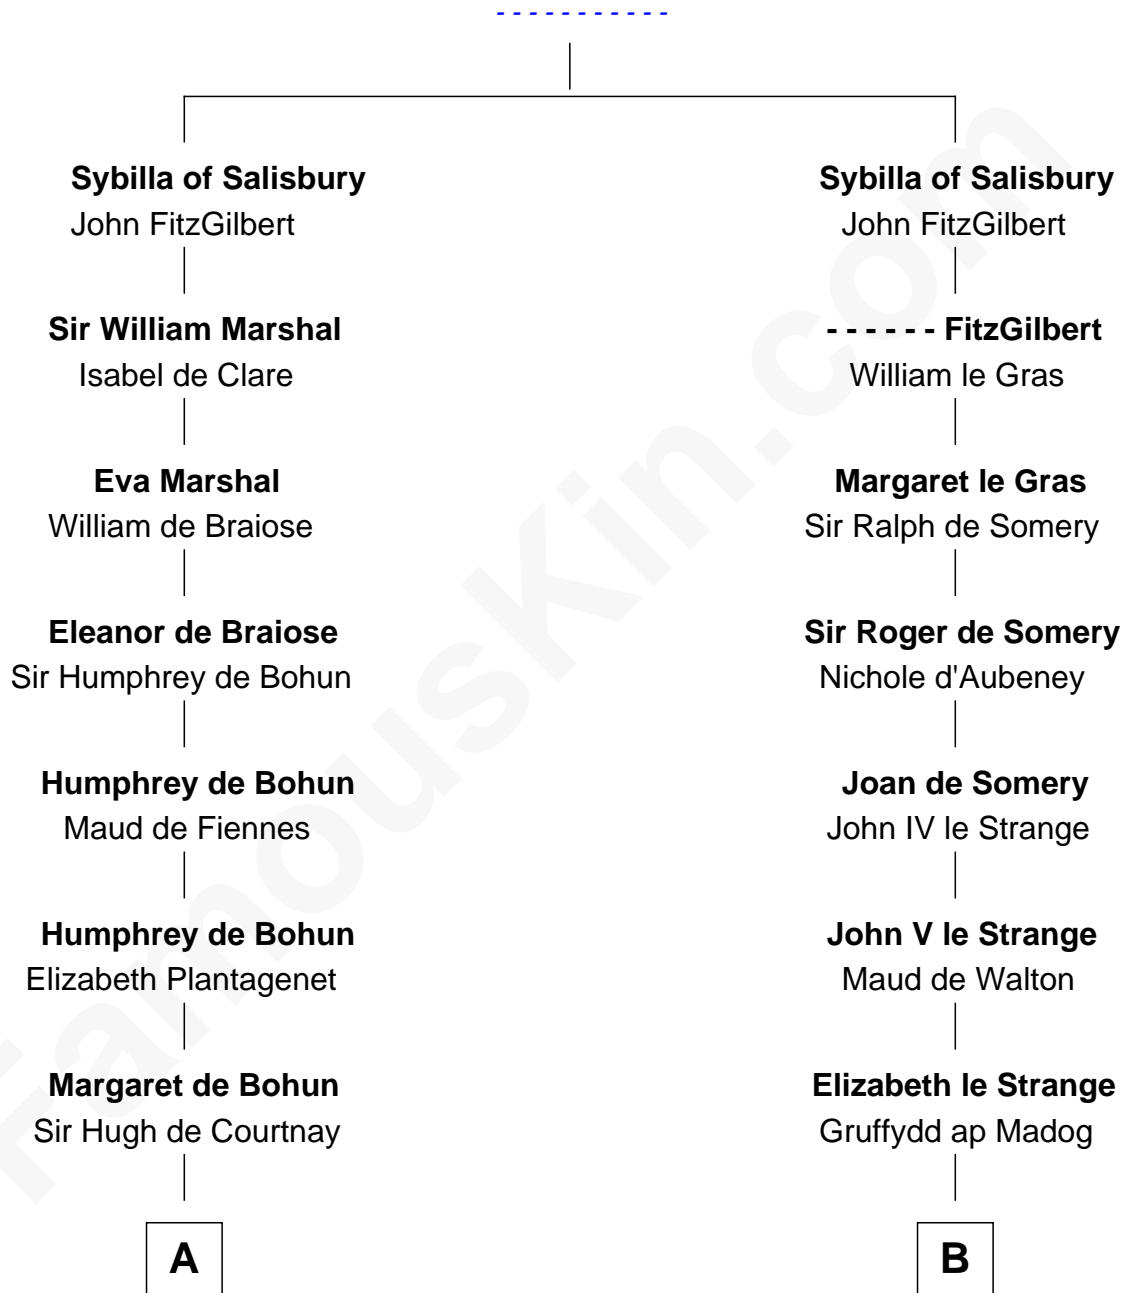 - - - - - - - - - - -
Sybilla of Salisbury
John FitzGilbert
Sir William Marshal
Isabel de Clare
Eva Marshal
William de Braiose
Eleanor de Braiose
Sir Humphrey de Bohun
Humphrey de Bohun
Maud de Fiennes
Humphrey de Bohun
Elizabeth Plantagenet
Margaret de Bohun
Sir Hugh de Courtnay
A
Sybilla of Salisbury
John FitzGilbert
- - - - - - FitzGilbert
William le Gras
Margaret le Gras
Sir Ralph de Somery
Sir Roger de Somery
Nichole d'Aubeney
Joan de Somery
John IV le Strange
John V le Strange
Maud de Walton
Elizabeth le Strange
Gruffydd ap Madog
B
FamousKin.com